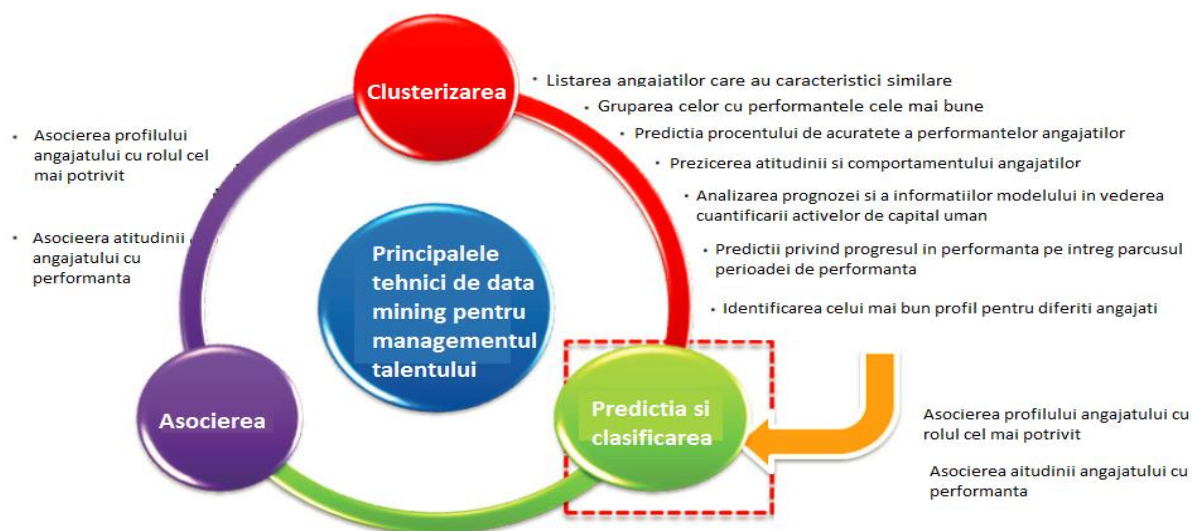 Clusterizarea
• Listarea angajatilor care au caracteristici similare
• Gruparea celor cu performantele cele mai bune
• Predictia procentului de acuratete a performantelor angajatilor
• Prezicerea atitudinii si comportamentului angajatilor
• Analizarea prognozei si a informatiilor modelului in vederea
cuantificarii activelor de capital uman
• Predictii privind progresul in performanta pe intreg parcusul
perioadei de performanta
• Identificarea celui mai bun profil pentru diferiti angajati
• Asocierea profilului
angajatului cu rolul cel
mai potrivit
• Asocieera atitudinii
angajatului cu
performanta
Principalele
tehnici de data
mining pentru
managementul
talentului
Asocierea
Predictia si
clasificarea
Asocierea profilului angajatului cu
rolul cel mai potrivit
Asocierea aitudinii angajatului cu
performanta